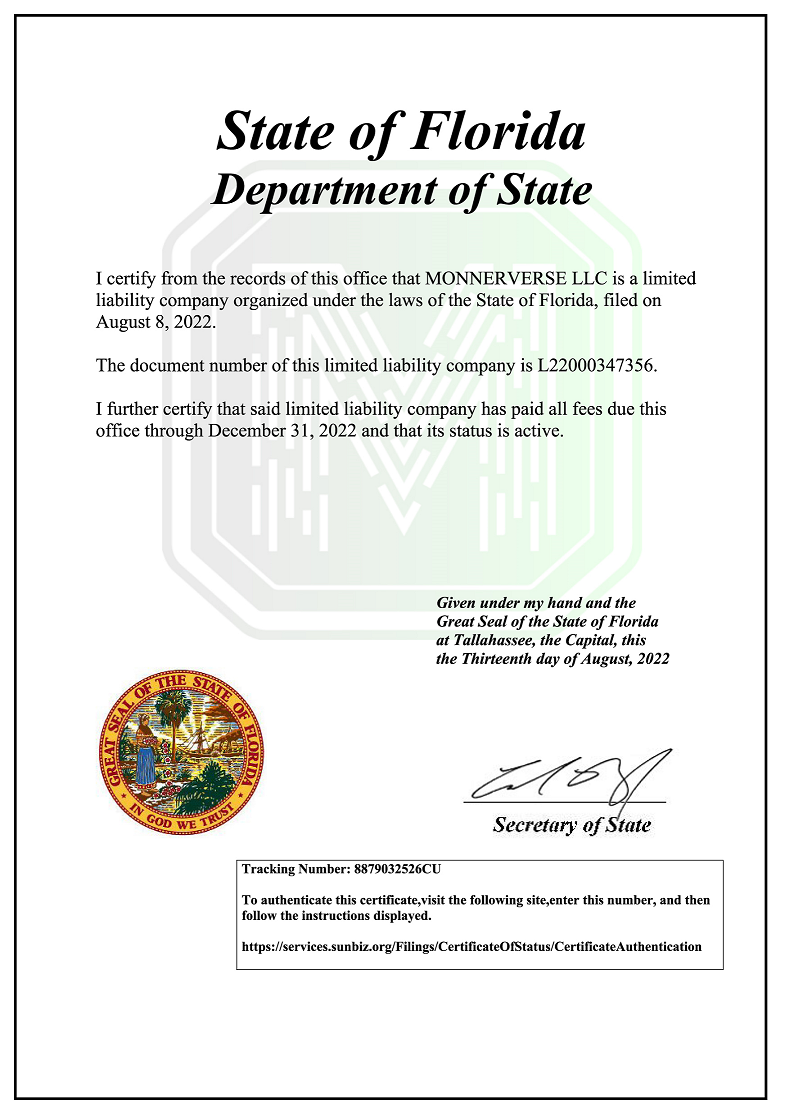 State of Florida
Department of State
I certify from the records of this office that MONNERVERSE LLC is a limited
liability company organized under the laws of the State of Florida, filed on
August 8, 2022.
The document number of this limited liability company is L22000347356.
I further certify that said limited liability company has paid all fees due this
office through December 31, 2022 and that its status is active.
Given under my hand and the
Great Seal of the State of Florida
at Tallahassee, the Capital, this
the Thirteenth day of August, 2022
GREAT SEAL OF THE STATE OF FLORIDA
IN GOD WE TRUST
Secretary of State
Tracking Number: 8879032526CU
To authenticate this certificate,visit the following site,enter this number, and then
follow the instructions displayed.
https://services.sunbiz.org/Filings/CertificateOfStatus/CertificateAuthentication